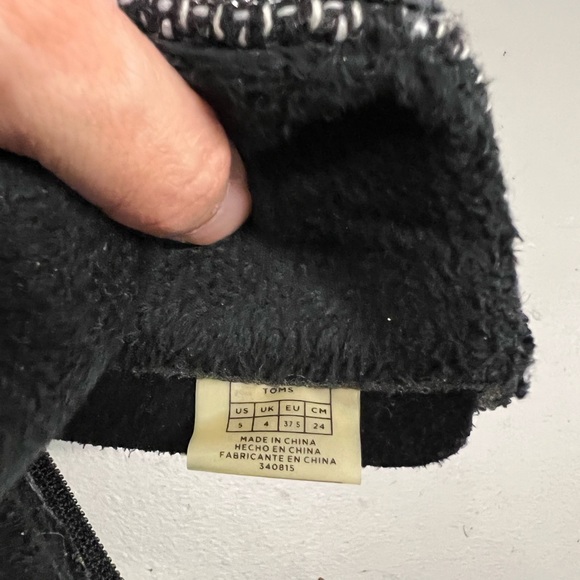 TOMS
US UK EU CM
5 4 37.5 24
MADE IN CHINA
HECHO EN CHINA
FABRICANTE EN CHINA
340815